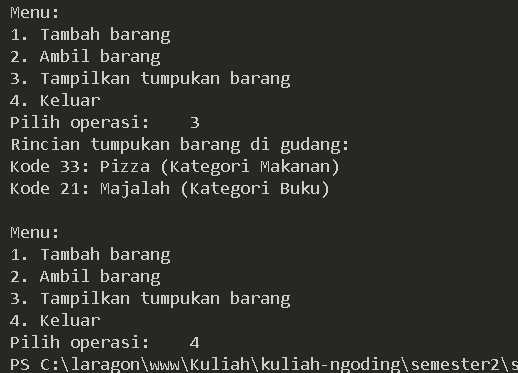 Menu:
1. Tambah barang
2. Ambil barang
3. Tampilkan tumpukan barang
4. Keluar
Pilih operasi:    3
Rincian tumpukan barang di gudang:
Kode 33: Pizza (Kategori Makanan)
Kode 21: Majalah (Kategori Buku)

Menu:
1. Tambah barang
2. Ambil barang
3. Tampilkan tumpukan barang
4. Keluar
Pilih operasi:    4
PS C:\laragon\www\Kuliah\kuliah-ngoding\semester2\s